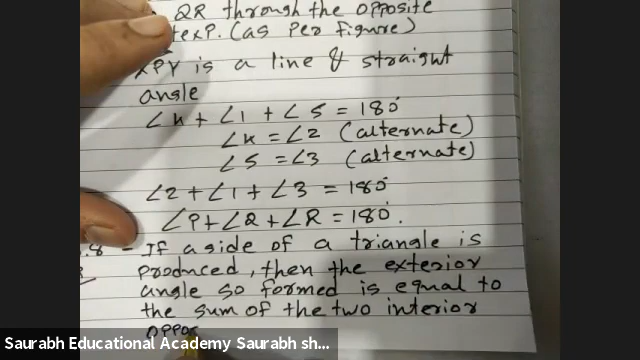 QR through the opposite
P. (as per figure)
XPY is a line & straight
angle
∠4 + ∠1 + ∠5 = 180°
∠4 = ∠2 (alternate)
∠5 = ∠3 (alternate)
∠2 + ∠1 + ∠3 = 180°
∠P + ∠Q + ∠R = 180°.
.8 - If a side of a triangle is
produced, then the exterior
angle so formed is equal to
the sum of the two interior
oppo
Saurabh Educational Academy Saurabh sh...